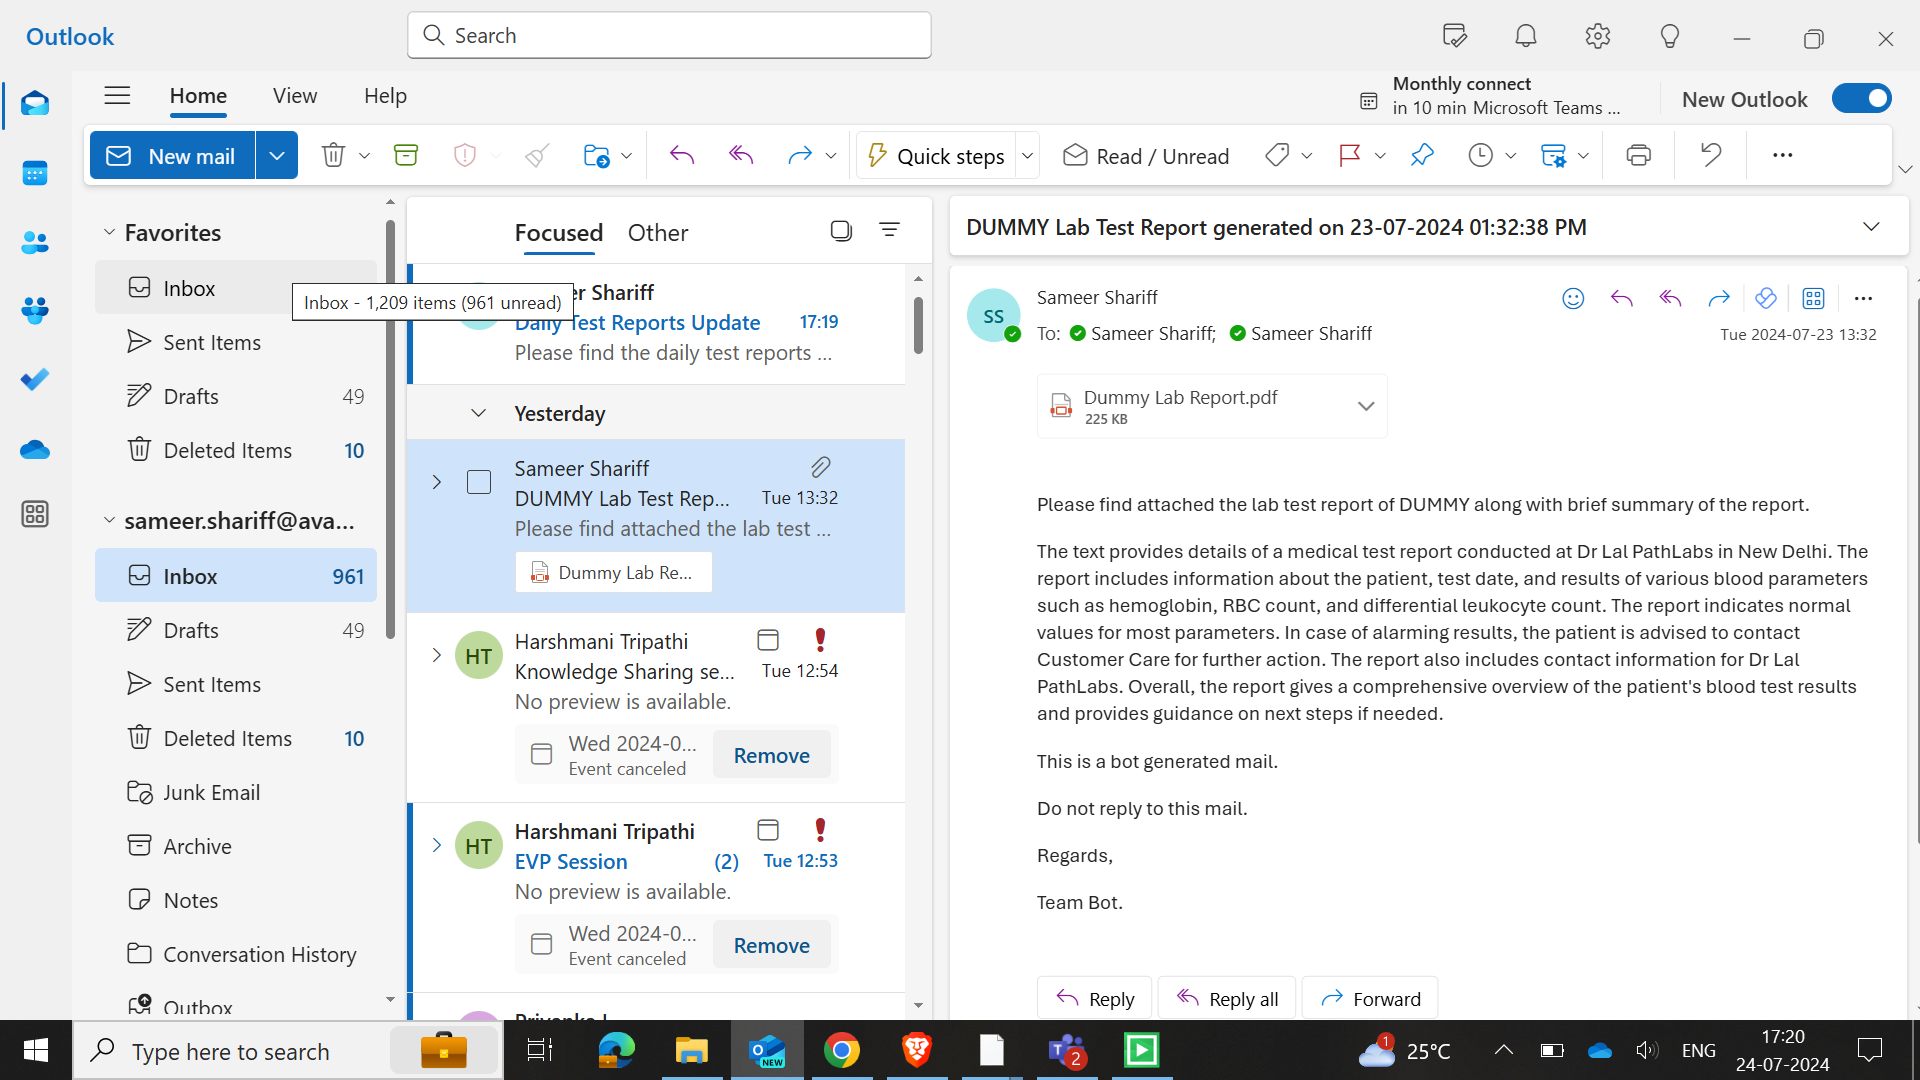 Outlook
Search
Home
View
Help
Monthly connect
in 10 min Microsoft Teams ...
New Outlook
New mail
Quick steps
Read / Unread
Favorites
Inbox
Inbox - 1,209 items (961 unread)
Sent Items
Drafts 49
Deleted Items 10
sameer.shariff@ava...
Inbox 961
Drafts 49
Sent Items
Deleted Items 10
Junk Email
Archive
Notes
Conversation History
Outbox
Focused
Other
Shariff
Daily Test Reports Update 17:19
Please find the daily test reports ...
Yesterday
Sameer Shariff
DUMMY Lab Test Rep... Tue 13:32
Please find attached the lab test ...
Dummy Lab Re...
HT
Harshmani Tripathi
Knowledge Sharing se... Tue 12:54
No preview is available.
Wed 2024-0...
Event canceled
Remove
HT
Harshmani Tripathi
EVP Session (2) Tue 12:53
No preview is available.
Wed 2024-0...
Event canceled
Remove
DUMMY Lab Test Report generated on 23-07-2024 01:32:38 PM
SS
Sameer Shariff
To: Sameer Shariff; Sameer Shariff
Tue 2024-07-23 13:32
Dummy Lab Report.pdf
225 KB
Please find attached the lab test report of DUMMY along with brief summary of the report.
The text provides details of a medical test report conducted at Dr Lal PathLabs in New Delhi. The
report includes information about the patient, test date, and results of various blood parameters
such as hemoglobin, RBC count, and differential leukocyte count. The report indicates normal
values for most parameters. In case of alarming results, the patient is advised to contact
Customer Care for further action. The report also includes contact information for Dr Lal
PathLabs. Overall, the report gives a comprehensive overview of the patient's blood test results
and provides guidance on next steps if needed.
This is a bot generated mail.
Do not reply to this mail.
Regards,
Team Bot.
Reply
Reply all
Forward
Type here to search
NEW
2
1
25°C
ENG
17:20
24-07-2024